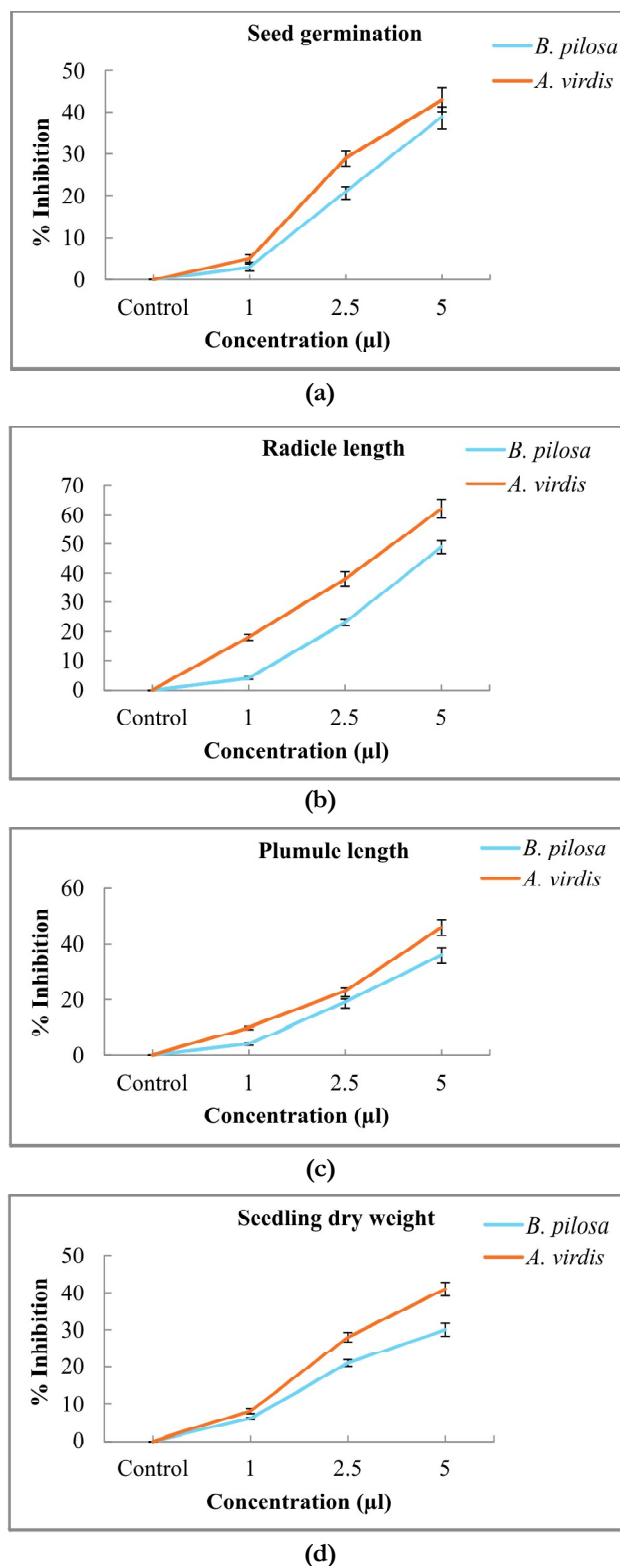 Seed germination
B. pilosa
A. virdis
50
40
30
20
10
0
% Inhibition
Control 1 2.5 5
Concentration (µl)
(a)
Radicle length
B. pilosa
A. virdis
70
60
50
40
30
20
10
0
Control 1 2.5 5
Concentration (µl)
(b)
Plumule length
B. pilosa
A. virdis
60
40
20
0
% Inhibition
Control 1 2.5 5
Concentration (µl)
(c)
Seedling dry weight
B. pilosa
A. virdis
50
40
30
20
10
0
% Inhibition
Control 1 2.5 5
Concentration (µl)
(d)